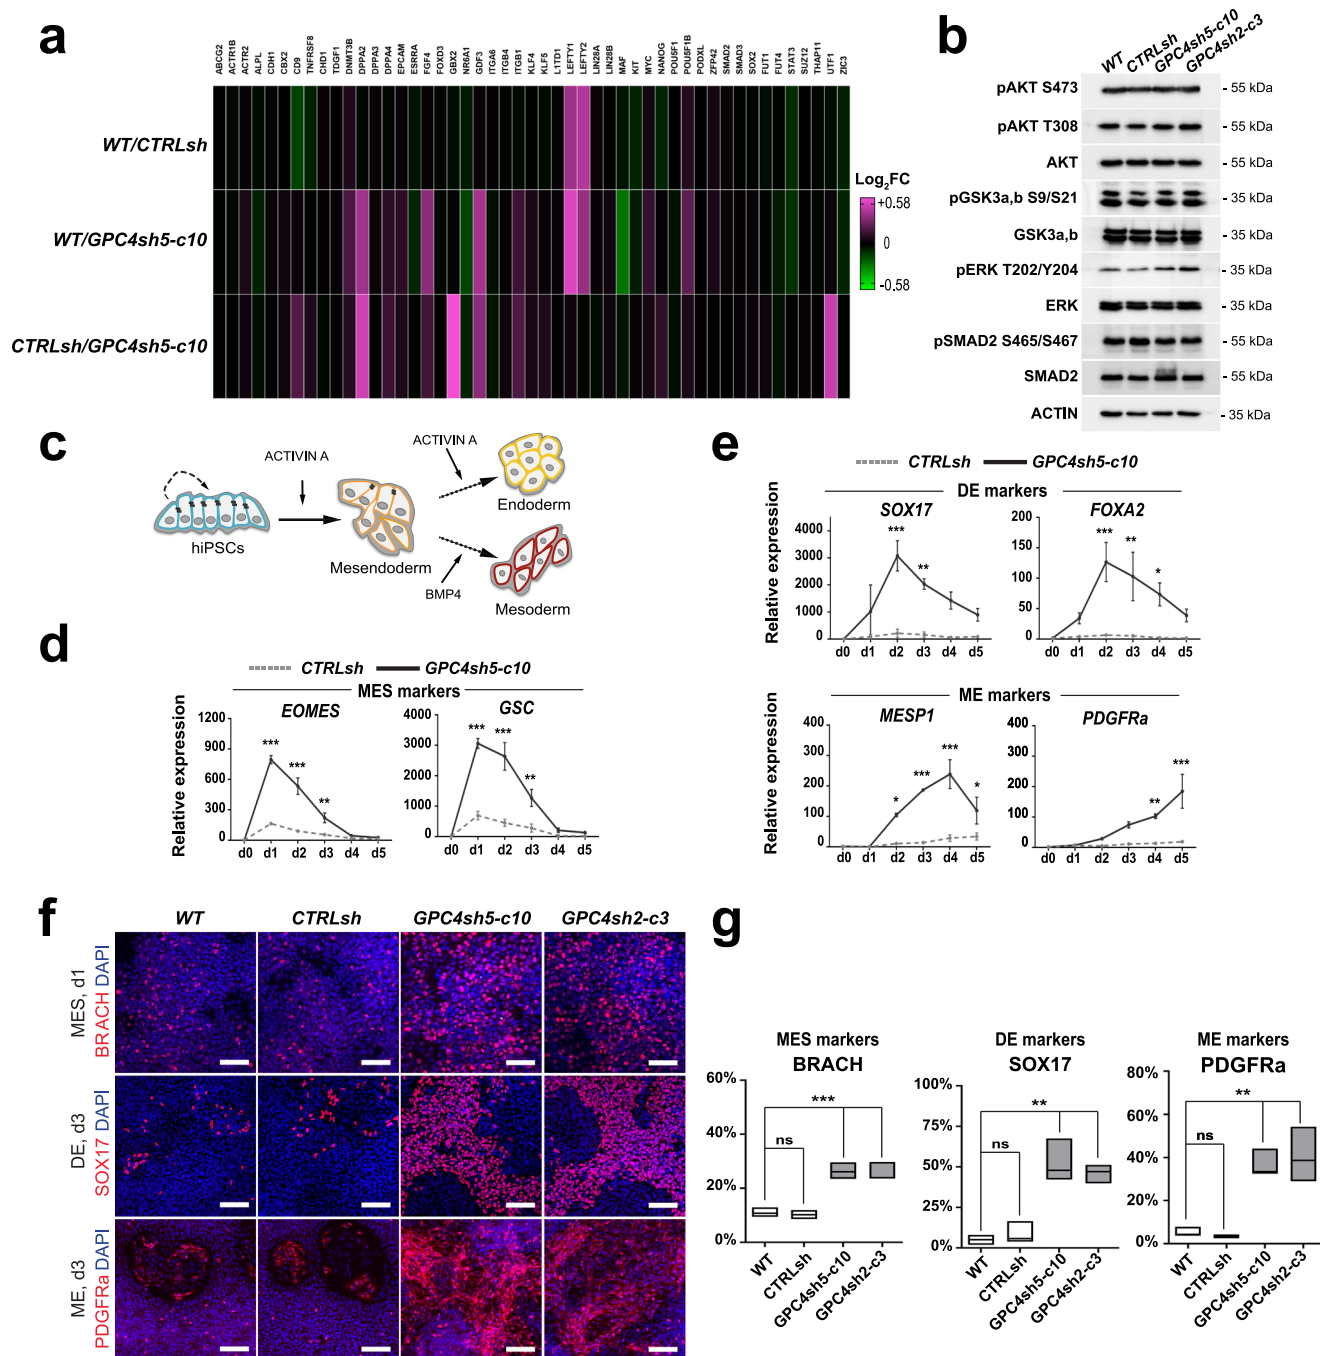 a
ABCG2 ACTR1B ACTR2 ALPL CDH1 CBX2 CD9 TNFRSF8 CHD1 TDGF1 DNMT3B DPPA2 DPPA3 DPPA4 EPCAM ESRRA FGF4 FOXD3 GBX2 NR6A1 GDF3 ITGA6 ITGB4 ITGB1 KLF4 KLF5 L1TD1 LEFTY1 LEFTY2 LIN28A LIN28B MAF KIT MYC NANOG POU5F1 POU5F1B PODXL ZFP42 SMAD2 SMAD3 SOX2 FUT1 FUT4 STAT3 SUZ12 THAP11 UTF1 ZIC3
WT/CTRLsh
WT/GPC4sh5-c10
CTRLsh/GPC4sh5-c10
Log2FC
+0.58
0
-0.58
b
WT CTRLsh GPC4sh5-c10 GPC4sh2-c3
pAKT S473 - 55 kDa
pAKT T308 - 55 kDa
AKT - 55 kDa
pGSK3a,b S9/S21 - 35 kDa
GSK3a,b - 35 kDa
pERK T202/Y204 - 35 kDa
ERK - 35 kDa
pSMAD2 S465/S467 - 55 kDa
SMAD2 - 55 kDa
ACTIN - 35 kDa
c
ACTIVIN A
ACTIVIN A
hiPSCs
Mesendoderm
Endoderm
BMP4
Mesoderm
d
CTRLsh GPC4sh5-c10
MES markers
EOMES
GSC
Relative expression
1200
900
600
300
0
*** *** **
d0 d1 d2 d3 d4 d5
4000
3000
2000
1000
0
*** *** **
d0 d1 d2 d3 d4 d5
e
CTRLsh GPC4sh5-c10
DE markers
SOX17
FOXA2
Relative expression
4000
3000
2000
1000
0
*** **
d0 d1 d2 d3 d4 d5
200
150
100
50
0
*** ** *
d0 d1 d2 d3 d4 d5
ME markers
MESP1
PDGFRa
Relative expression
400
300
200
100
0
* *** *** *
d0 d1 d2 d3 d4 d5
400
300
200
100
0
** ***
d0 d1 d2 d3 d4 d5
f
WT CTRLsh GPC4sh5-c10 GPC4sh2-c3
MES, d1
BRACH DAPI
DE, d3
SOX17 DAPI
ME, d3
PDGFRa DAPI
g
MES markers
BRACH
60%
40%
20%
0%
***
ns
WT CTRLsh GPC4sh5-c10 GPC4sh2-c3
DE markers
SOX17
100%
75%
50%
25%
0%
**
ns
WT CTRLsh GPC4sh5-c10 GPC4sh2-c3
ME markers
PDGFRa
80%
60%
40%
20%
0%
**
ns
WT CTRLsh GPC4sh5-c10 GPC4sh2-c3